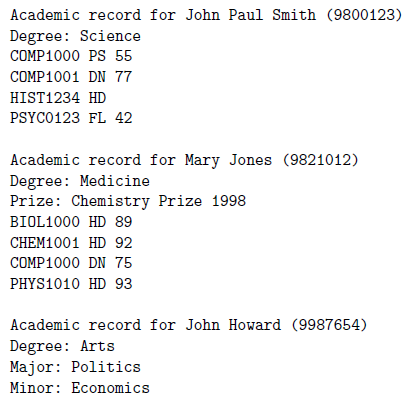 Academic record for John Paul Smith (9800123)
Degree: Science
COMP1000 PS 55
COMP1001 DN 77
HIST1234 HD
PSYC0123 FL 42

Academic record for Mary Jones (9821012)
Degree: Medicine
Prize: Chemistry Prize 1998
BIOL1000 HD 89
CHEM1001 HD 92
COMP1000 DN 75
PHYS1010 HD 93

Academic record for John Howard (9987654)
Degree: Arts
Major: Politics
Minor: Economics